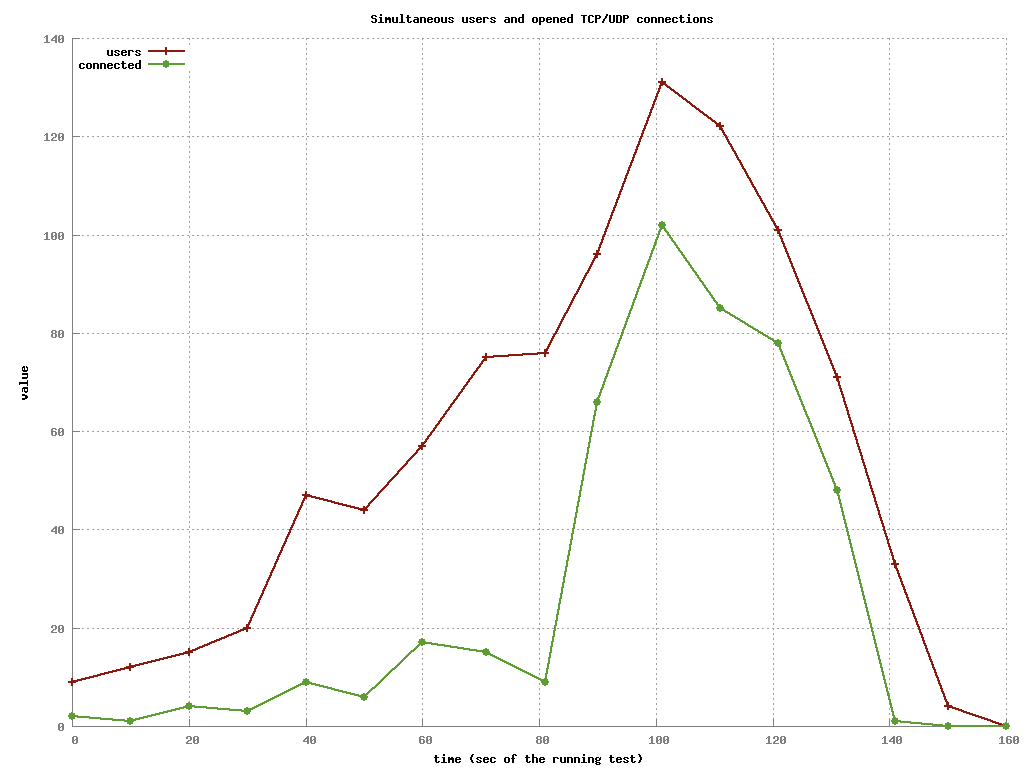 Simultaneous users and opened TCP/UDP connections
140
users
connected
120
100
80
60
40
20
0
value
0 20 40 60 80 100 120 140 160
time (sec of the running test)